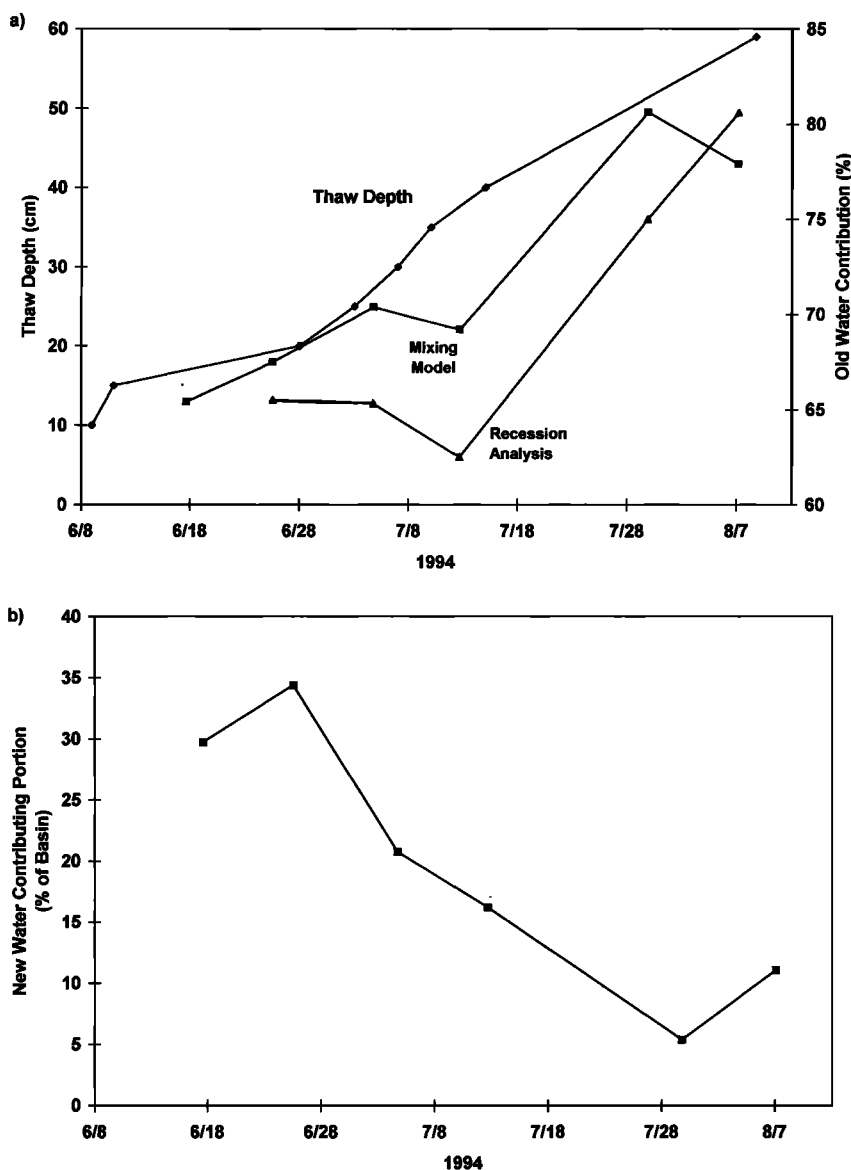 a)
60
50
40
30
20
10
0
Thaw Depth (cm)
85
80
75
70
65
60
Old Water Contribution (%)
Thaw Depth
Mixing
Model
Recession
Analysis
6/8 6/18 6/28 7/8 7/18 7/28 8/7
1994
b)
40
35
30
25
20
15
10
5
0
New Water Contributing Portion
(% of Basin)
6/8 6/18 6/28 7/8 7/18 7/28 8/7
1994